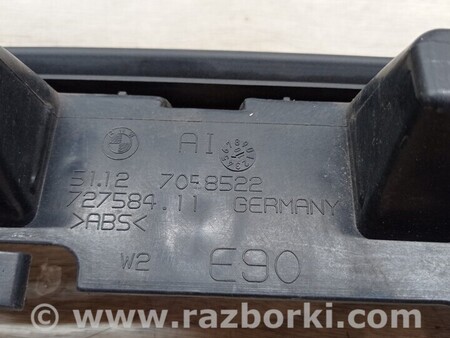 AI
51.12 7058522
727584.11 GERMANY
>ABS<
W2 E90
www.razborki.com